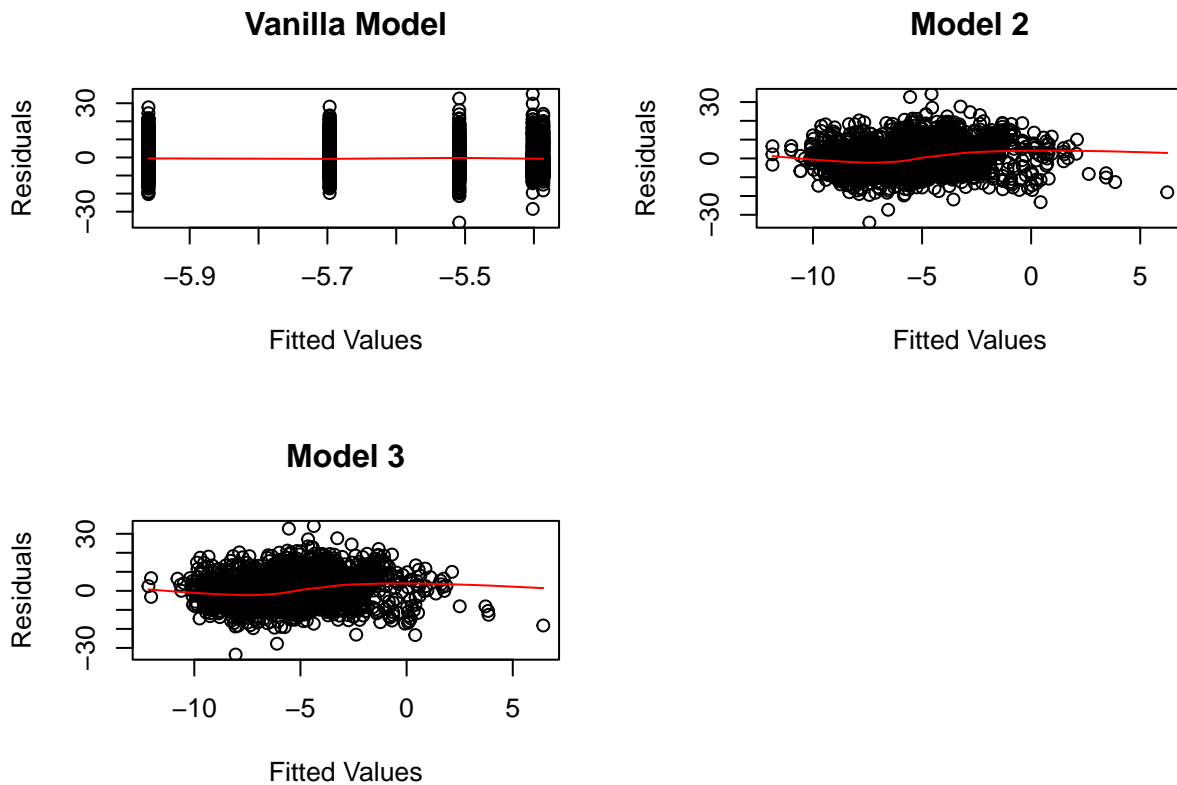 Vanilla Model
Residuals
30
0
−30
−5.9
−5.7
−5.5
Fitted Values
Model 2
Residuals
30
0
−30
−10
−5
0
5
Fitted Values
Model 3
Residuals
30
0
−30
−10
−5
0
5
Fitted Values